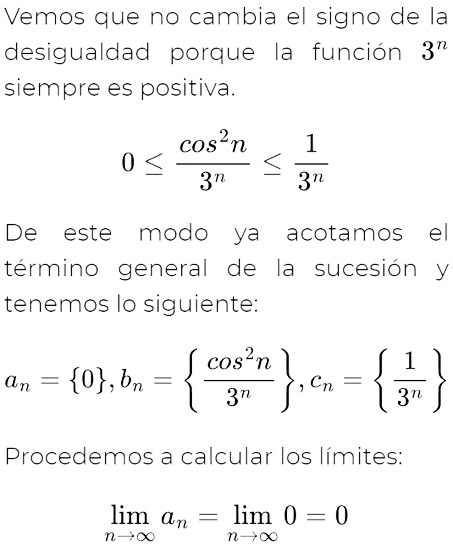 Vemos que no cambia el signo de la
desigualdad porque la función 3^n
siempre es positiva.
0 ≤ cos²n / 3^n ≤ 1 / 3^n
De este modo ya acotamos el
término general de la sucesión y
tenemos lo siguiente:
a_n = {0}, b_n = {cos²n / 3^n}, c_n = {1 / 3^n}
Procedemos a calcular los límites:
lim_{n→∞} a_n = lim_{n→∞} 0 = 0